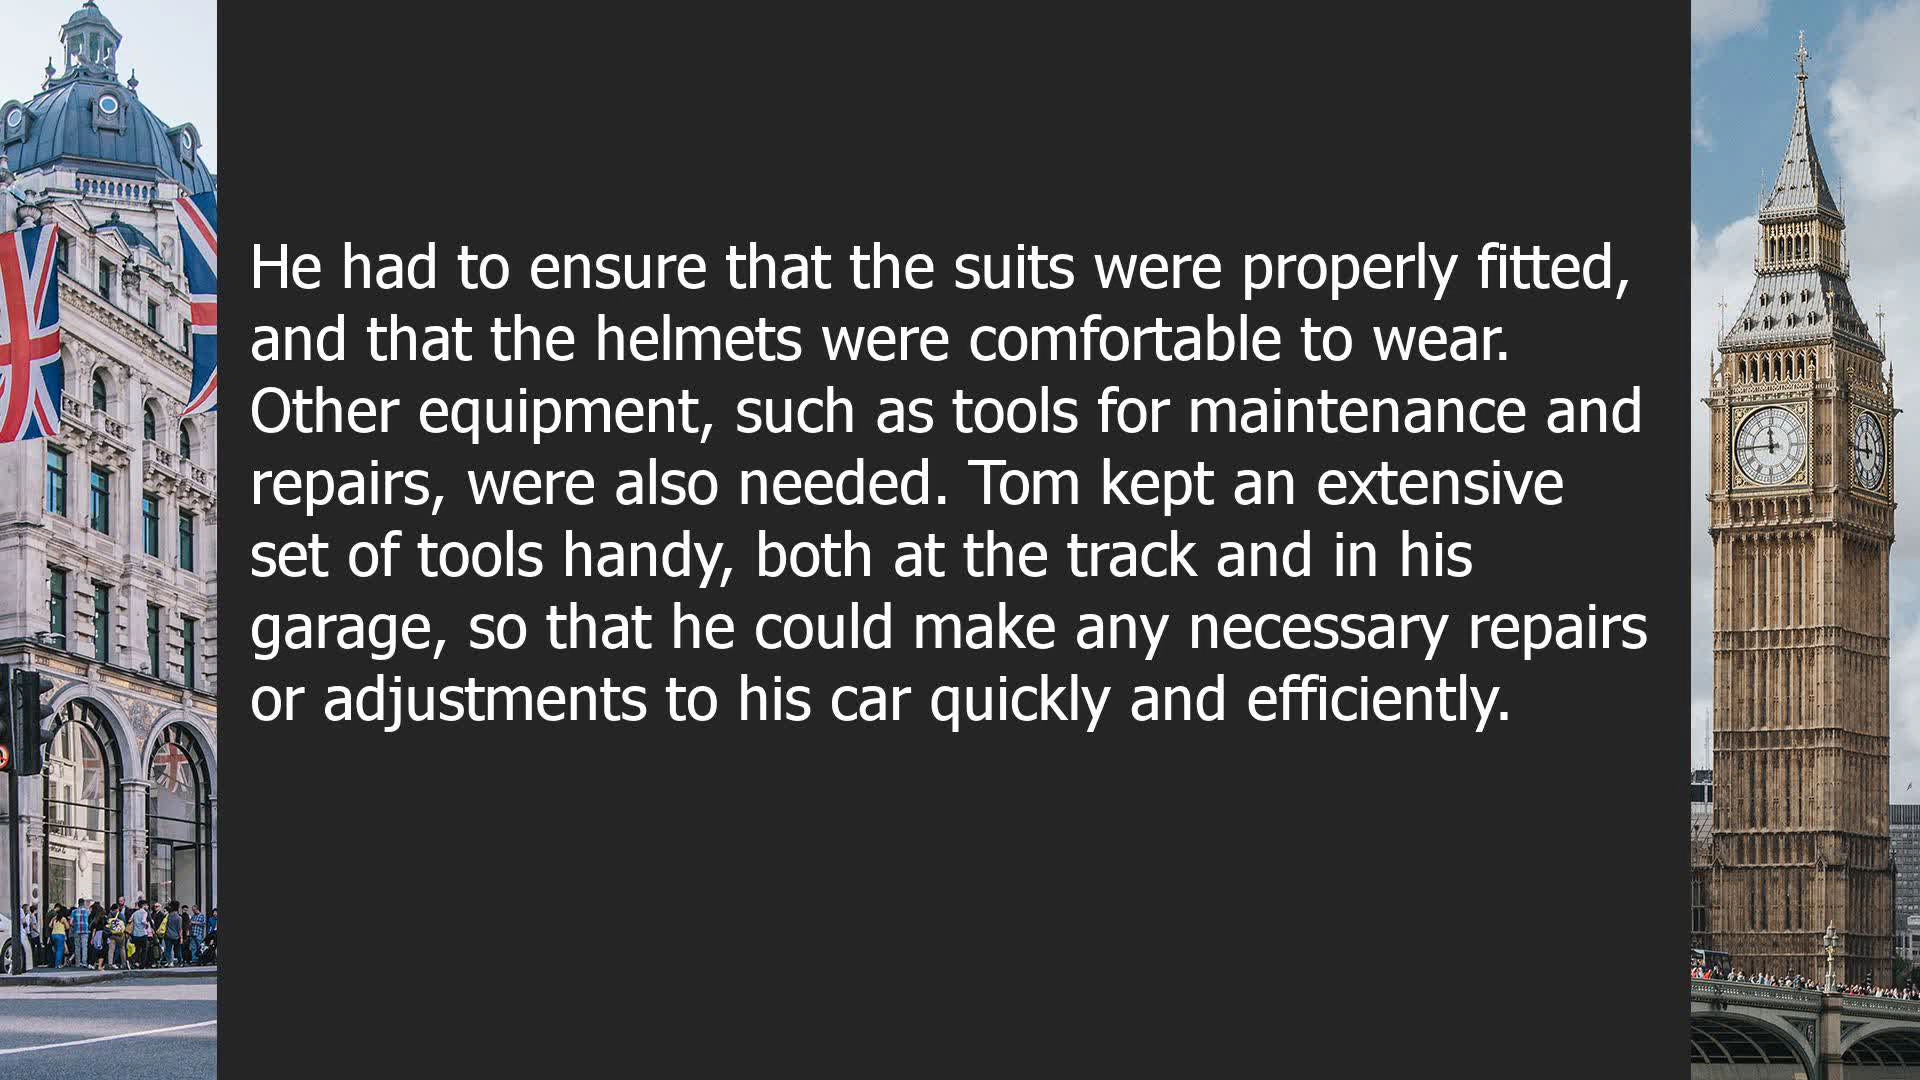 He had to ensure that the suits were properly fitted,
and that the helmets were comfortable to wear.
Other equipment, such as tools for maintenance and
repairs, were also needed. Tom kept an extensive
set of tools handy, both at the track and in his
garage, so that he could make any necessary repairs
or adjustments to his car quickly and efficiently.